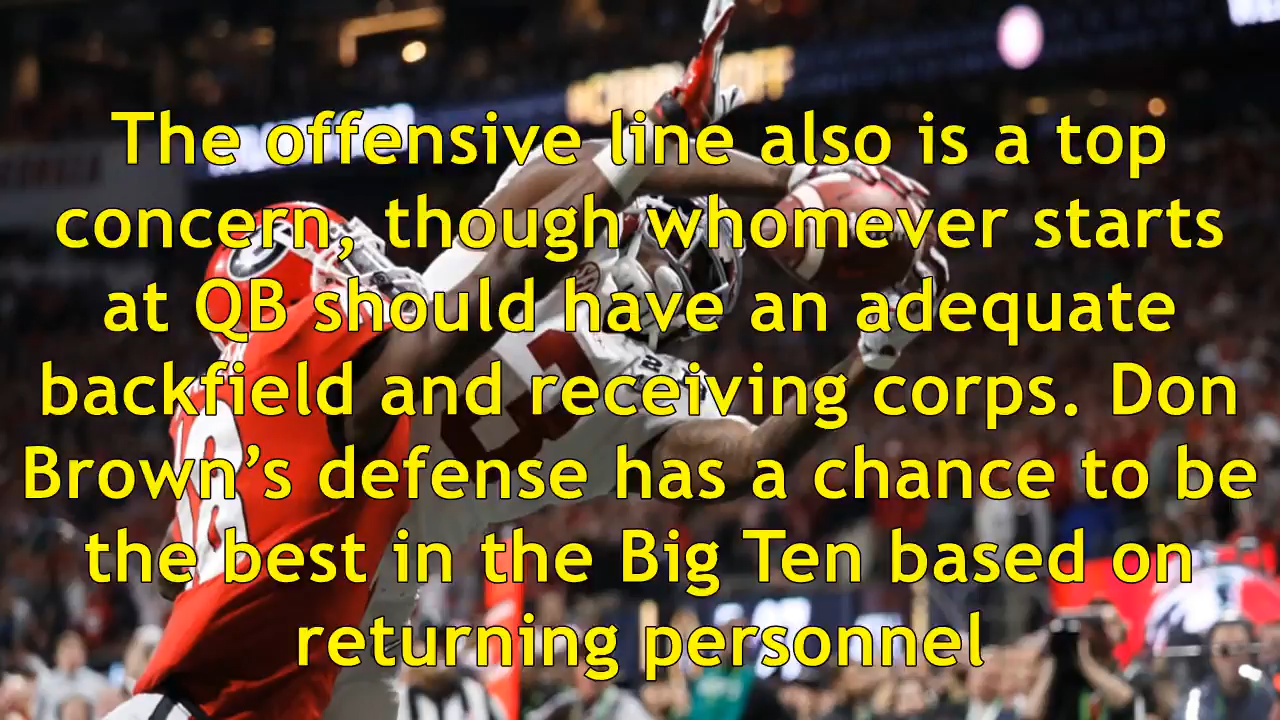 The offensive line also is a top
concern, though whomever starts
at QB should have an adequate
backfield and receiving corps. Don
Brown’s defense has a chance to be
the best in the Big Ten based on
returning personnel